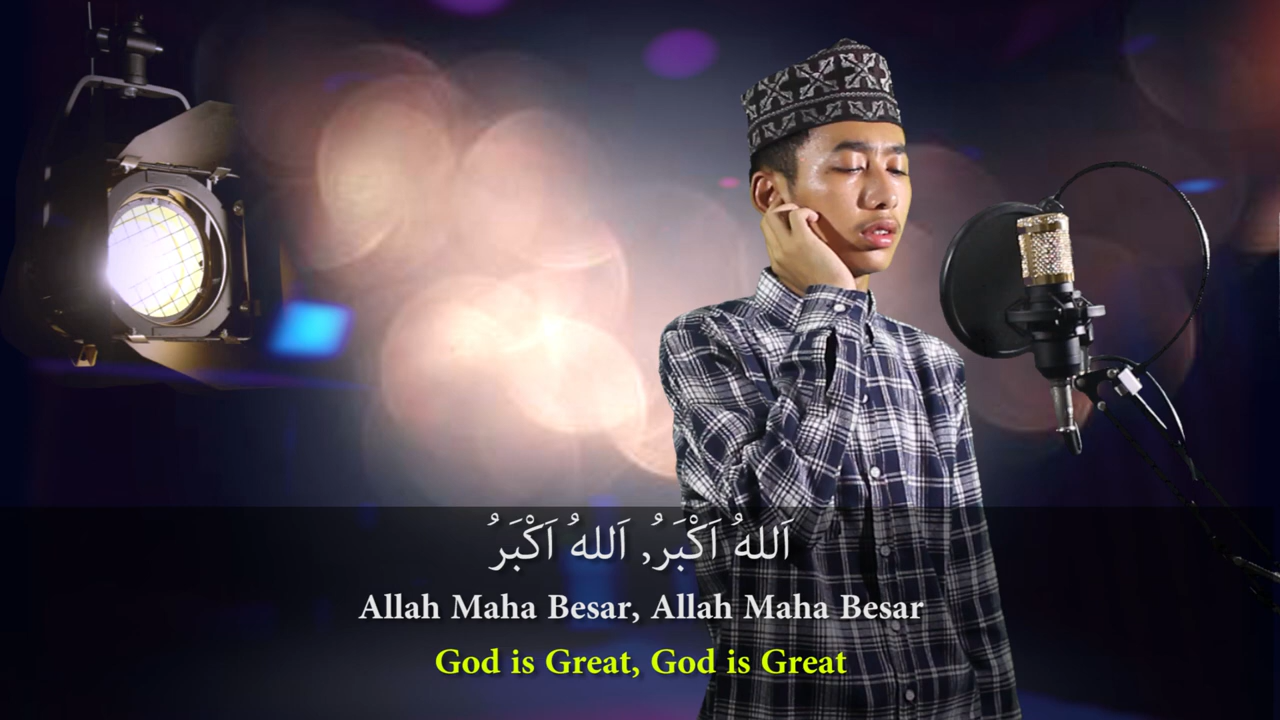 اَللهُ اَكْبَرُ, اَللهُ اَكْبَرُ
Allah Maha Besar, Allah Maha Besar
God is Great, God is Great